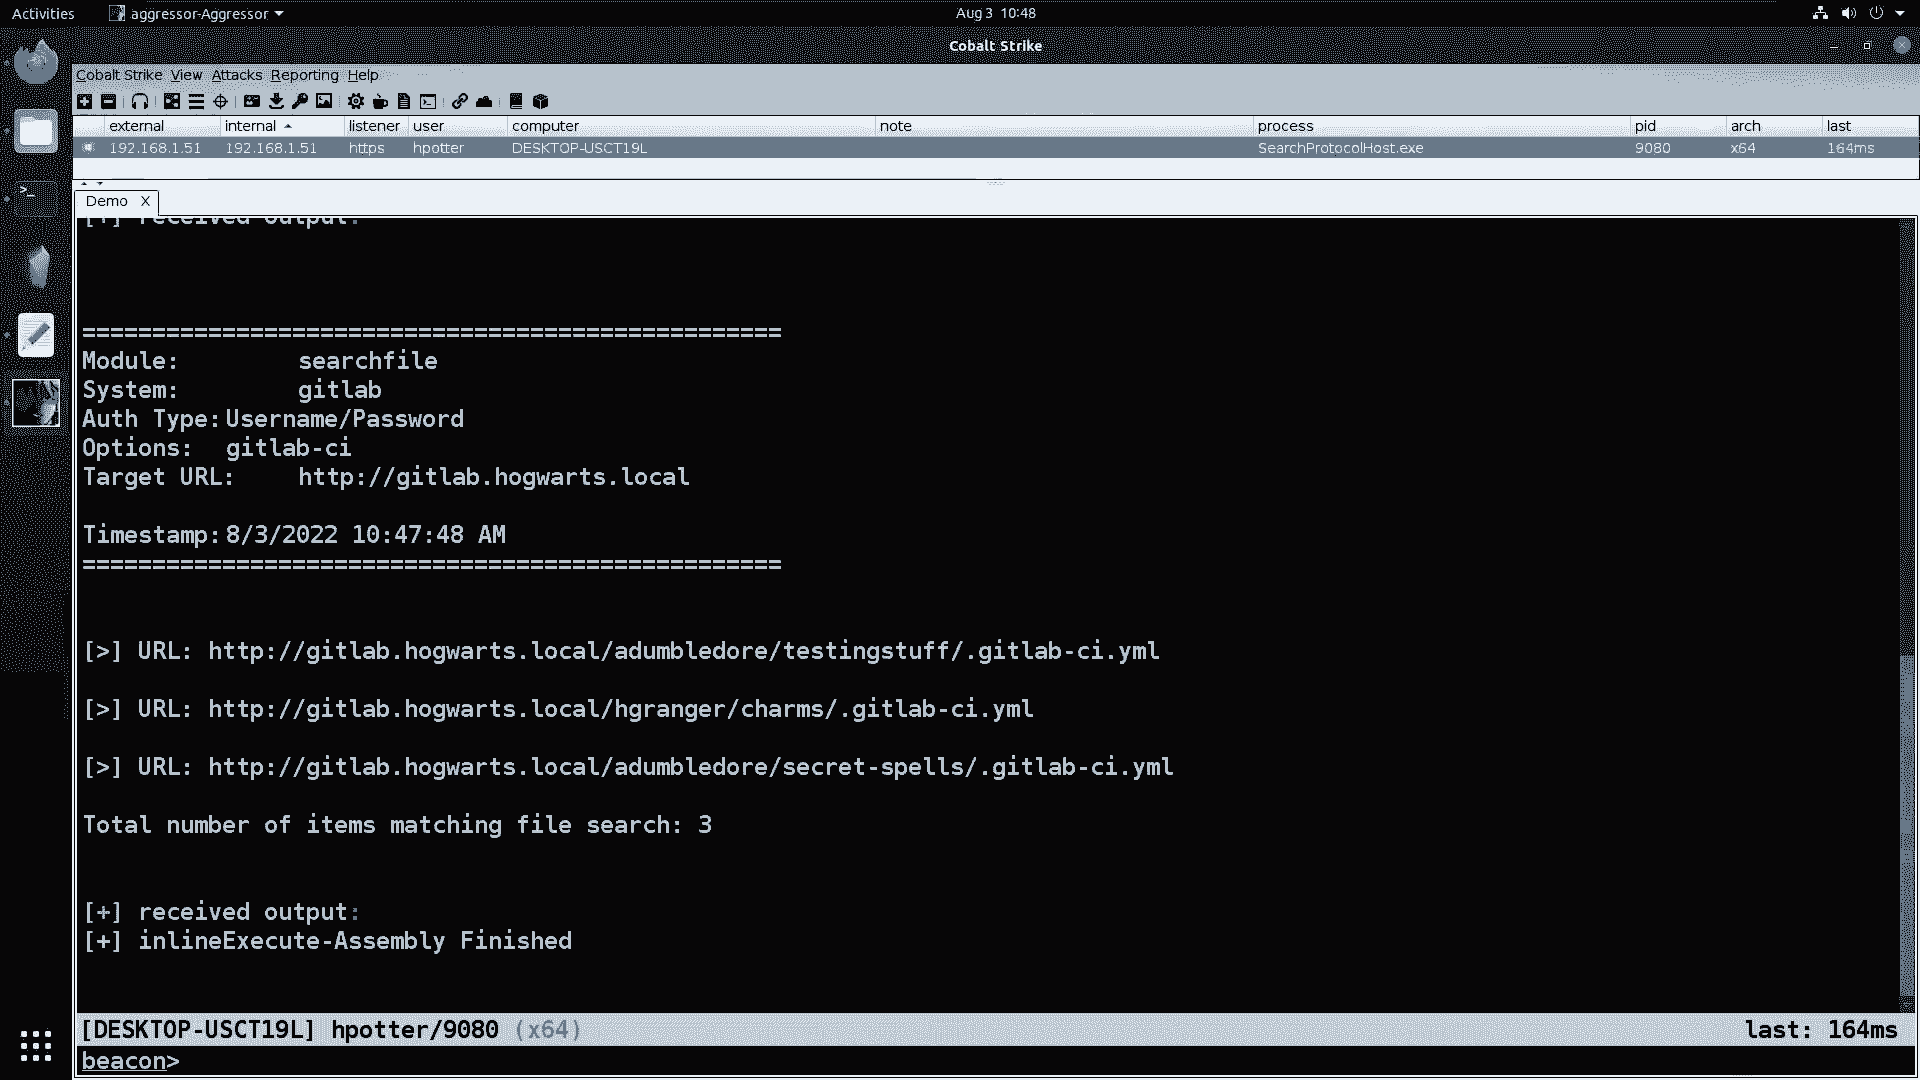 Activities aggressor-Aggressor Aug 3 10:48
Cobalt Strike
Cobalt Strike View Attacks Reporting Help
external internal listener user computer note process pid arch last
192.168.1.51 192.168.1.51 https hpotter DESKTOP-USCT19L SearchProtocolHost.exe 9080 x64 164ms
Demo X
[+] received output:
==================================================
Module: searchfile
System: gitlab
Auth Type: Username/Password
Options: gitlab-ci
Target URL: http://gitlab.hogwarts.local
Timestamp: 8/3/2022 10:47:48 AM
==================================================
[>] URL: http://gitlab.hogwarts.local/adumbledore/testingstuff/.gitlab-ci.yml
[>] URL: http://gitlab.hogwarts.local/hgranger/charms/.gitlab-ci.yml
[>] URL: http://gitlab.hogwarts.local/adumbledore/secret-spells/.gitlab-ci.yml
Total number of items matching file search: 3
[+] received output:
[+] inlineExecute-Assembly Finished
[DESKTOP-USCT19L] hpotter/9080 (x64) last: 164ms
beacon>